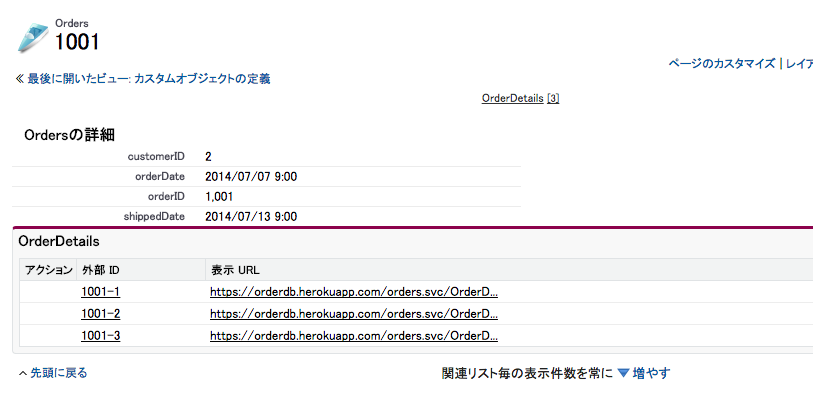 Orders
1001
ページのカスタマイズ | レイア
≪ 最後に開いたビュー: カスタムオブジェクトの定義
OrderDetails [3]
Ordersの詳細
customerID 2
orderDate 2014/07/07 9:00
orderID 1,001
shippedDate 2014/07/13 9:00
OrderDetails
アクション 外部 ID 表示 URL
1001-1 https://orderdb.herokuapp.com/orders.svc/OrderD...
1001-2 https://orderdb.herokuapp.com/orders.svc/OrderD...
1001-3 https://orderdb.herokuapp.com/orders.svc/OrderD...
^ 先頭に戻る 関連リスト毎の表示件数を常に ▼ 増やす